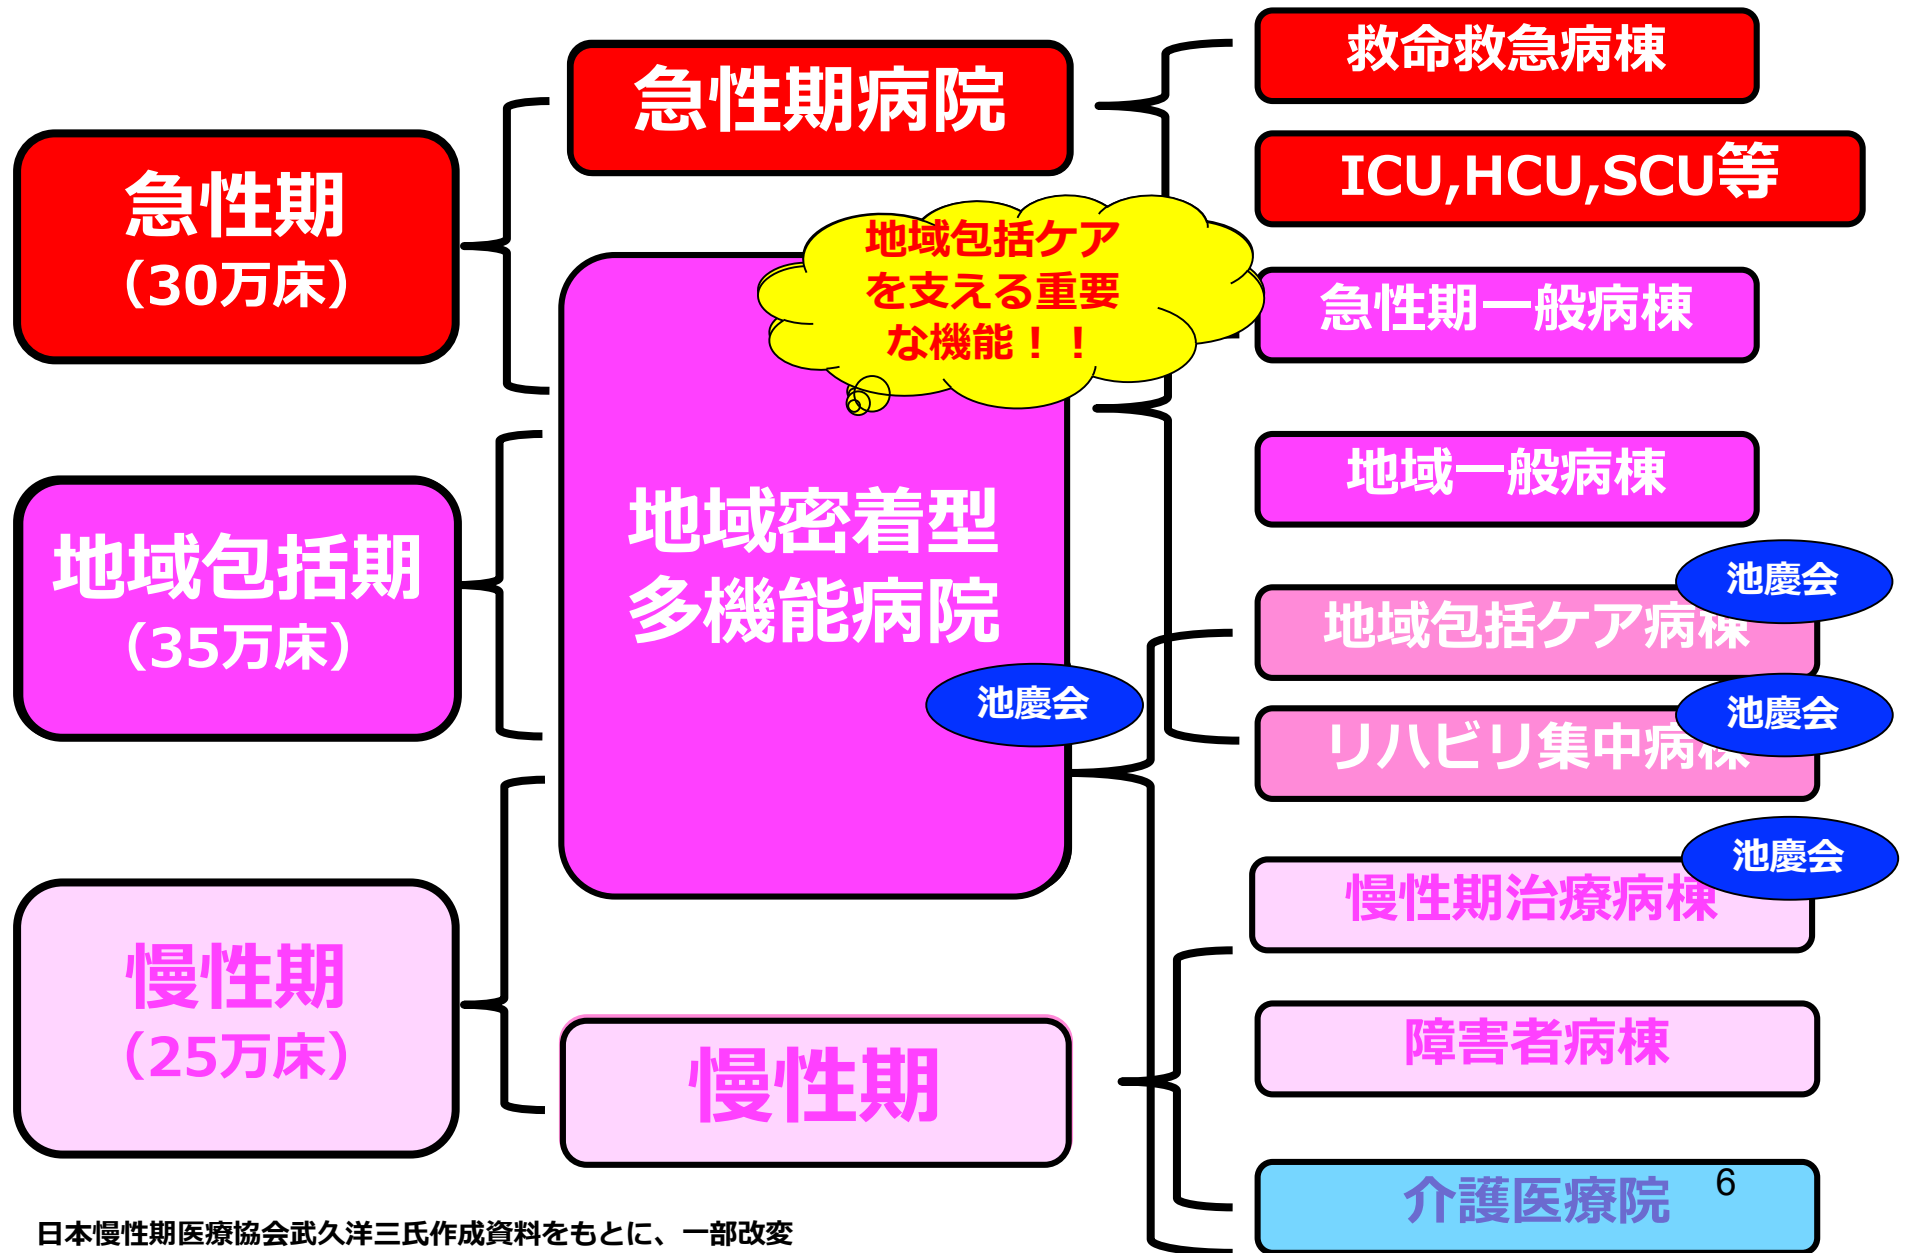 急性期
（30万床）
地域包括期
（35万床）
慢性期
（25万床）
急性期病院
地域包括ケア
を支える重要
な機能！！
地域密着型
多機能病院
池慶会
慢性期
救命救急病棟
ICU,HCU,SCU等
急性期一般病棟
地域一般病棟
池慶会
地域包括ケア病棟
池慶会
リハビリ集中病棟
池慶会
慢性期治療病棟
障害者病棟
介護医療院
6
日本慢性期医療協会武久洋三氏作成資料をもとに、一部改変